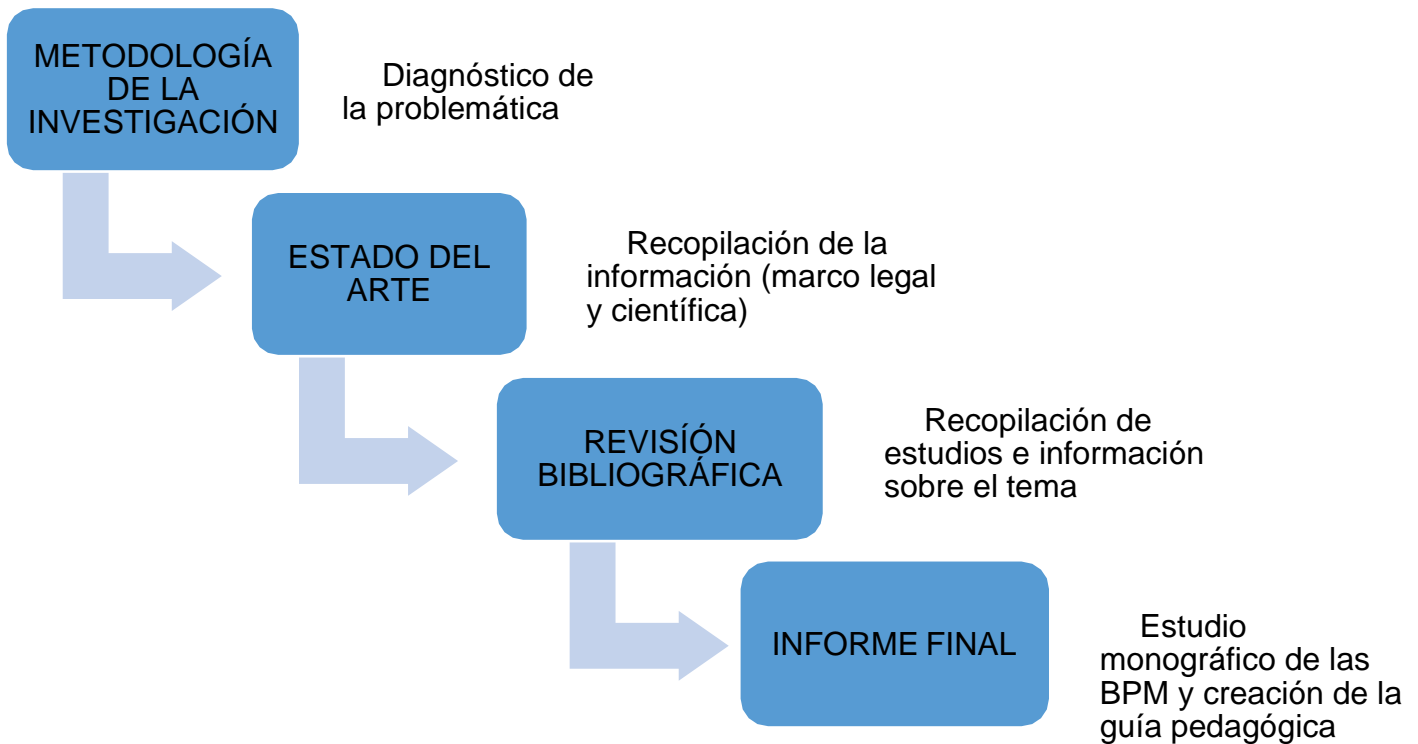 METODOLOGÍA
DE LA
INVESTIGACIÓN
Diagnóstico de
la problemática
ESTADO DEL
ARTE
Recopilación de la
información (marco legal
y científica)
REVISÍÓN
BIBLIOGRÁFICA
Recopilación de
estudios e información
sobre el tema
INFORME FINAL
Estudio
monográfico de las
BPM y creación de la
guía pedagógica